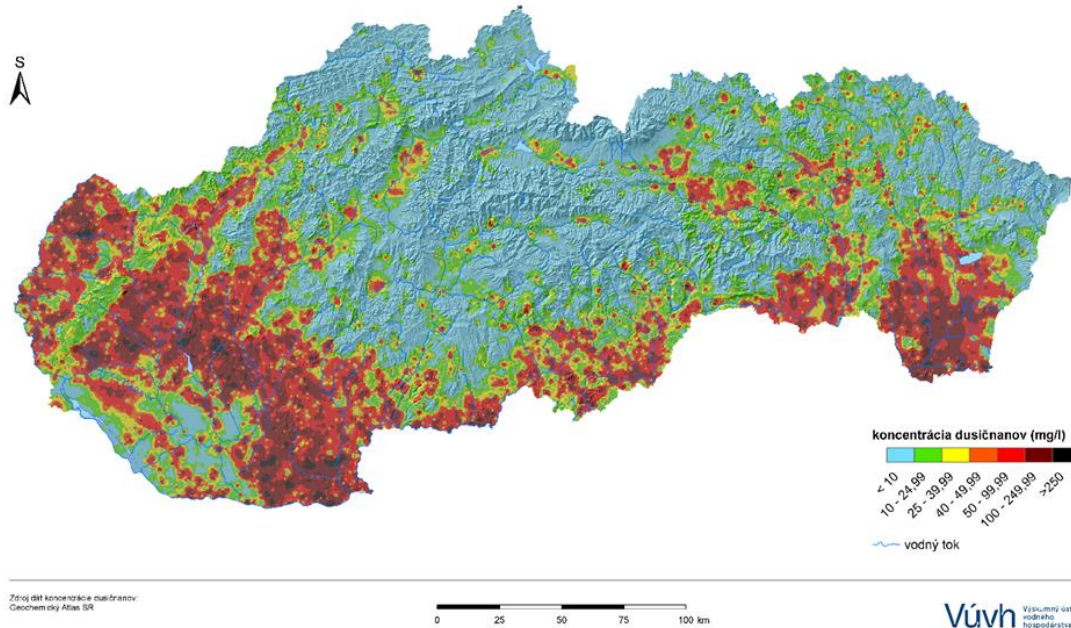 S
koncentrácia dusičnanov (mg/l)
< 10
10 - 24,99
25 - 39,99
40 - 49,99
50 - 99,99
100 - 249,99
>250
vodný tok
Zdroj dát koncentrácie dusičnanov:
Geochemický Atlas SR
0 25 50 75 100 km
Vúvh
Výskumný úst
vodného
hospodárstva